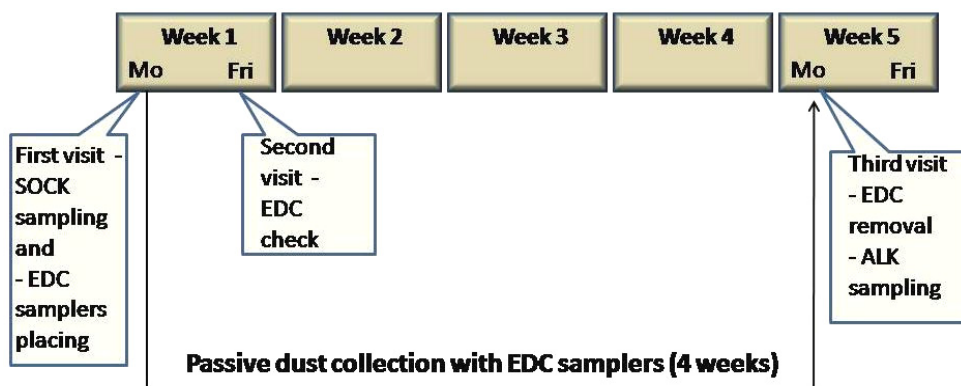 Week 1
Mo Fri
Week 2
Week 3
Week 4
Week 5
Mo Fri
First visit -
SOCK
sampling
and
- EDC
samplers
placing
Second
visit -
EDC
check
Third visit
- EDC
removal
- ALK
sampling
Passive dust collection with EDC samplers (4 weeks)